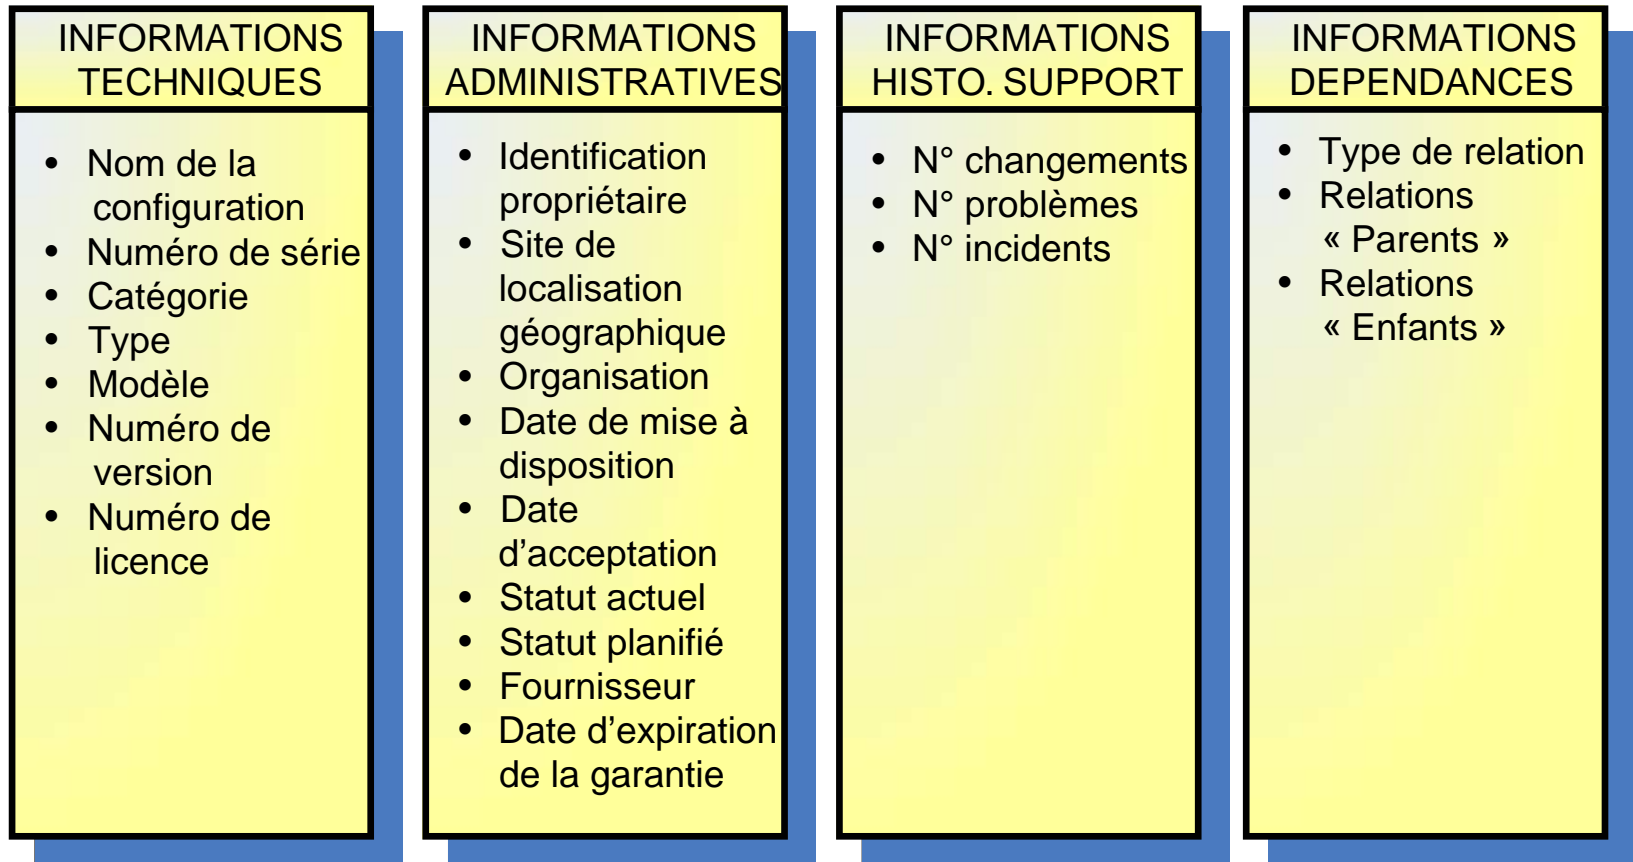 INFORMATIONS
TECHNIQUES
• Nom de la
configuration
• Numéro de série
• Catégorie
• Type
• Modèle
• Numéro de
version
• Numéro de
licence
INFORMATIONS
ADMINISTRATIVES
• Identification
propriétaire
• Site de
localisation
géographique
• Organisation
• Date de mise à
disposition
• Date
d’acceptation
• Statut actuel
• Statut planifié
• Fournisseur
• Date d’expiration
de la garantie
INFORMATIONS
HISTO. SUPPORT
• N° changements
• N° problèmes
• N° incidents
INFORMATIONS
DEPENDANCES
• Type de relation
• Relations
« Parents »
• Relations
« Enfants »